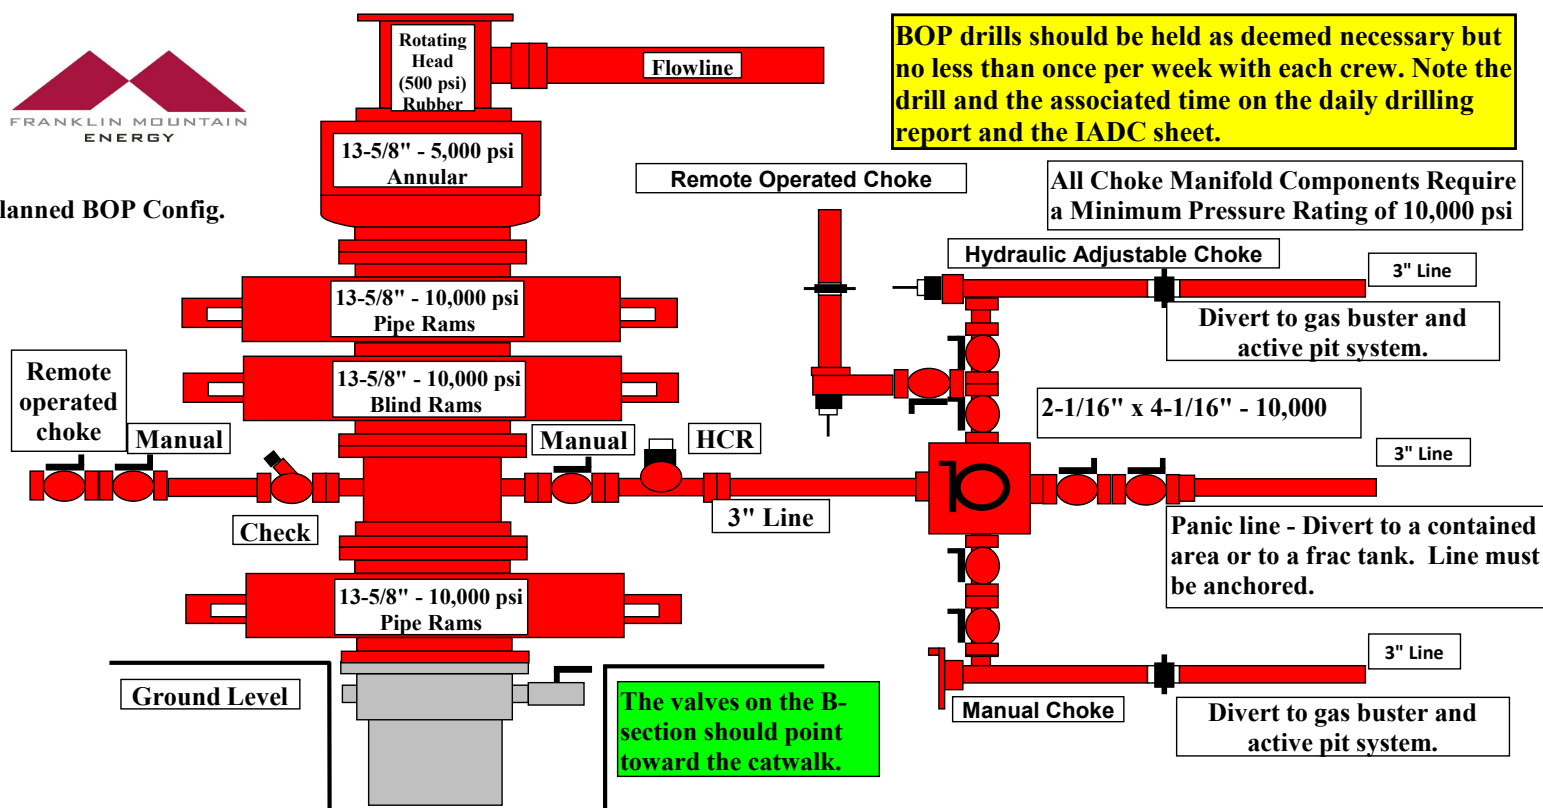 FRANKLIN MOUNTAIN
ENERGY
lanned BOP Config.
Rotating
Head
(500 psi)
Rubber
Flowline
13-5/8" - 5,000 psi
Annular
BOP drills should be held as deemed necessary but
no less than once per week with each crew. Note the
drill and the associated time on the daily drilling
report and the IADC sheet.
Remote Operated Choke
All Choke Manifold Components Require
a Minimum Pressure Rating of 10,000 psi
Hydraulic Adjustable Choke
3" Line
13-5/8" - 10,000 psi
Pipe Rams
Divert to gas buster and
active pit system.
Remote
operated
choke
Manual
13-5/8" - 10,000 psi
Blind Rams
Manual
HCR
2-1/16" x 4-1/16" - 10,000
3" Line
Check
3" Line
Panic line - Divert to a contained
area or to a frac tank. Line must
be anchored.
13-5/8" - 10,000 psi
Pipe Rams
3" Line
Ground Level
The valves on the B-
section should point
toward the catwalk.
Manual Choke
Divert to gas buster and
active pit system.